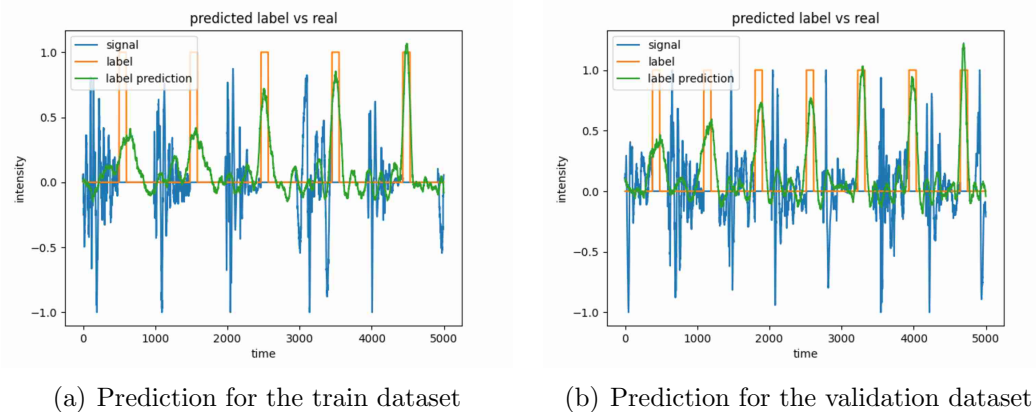 predicted label vs real
signal
label
label prediction
1.0
0.5
0.0
−0.5
−1.0
intensity
0 1000 2000 3000 4000 5000
time
(a) Prediction for the train dataset
predicted label vs real
signal
label
label prediction
1.0
0.5
0.0
−0.5
−1.0
intensity
0 1000 2000 3000 4000 5000
time
(b) Prediction for the validation dataset